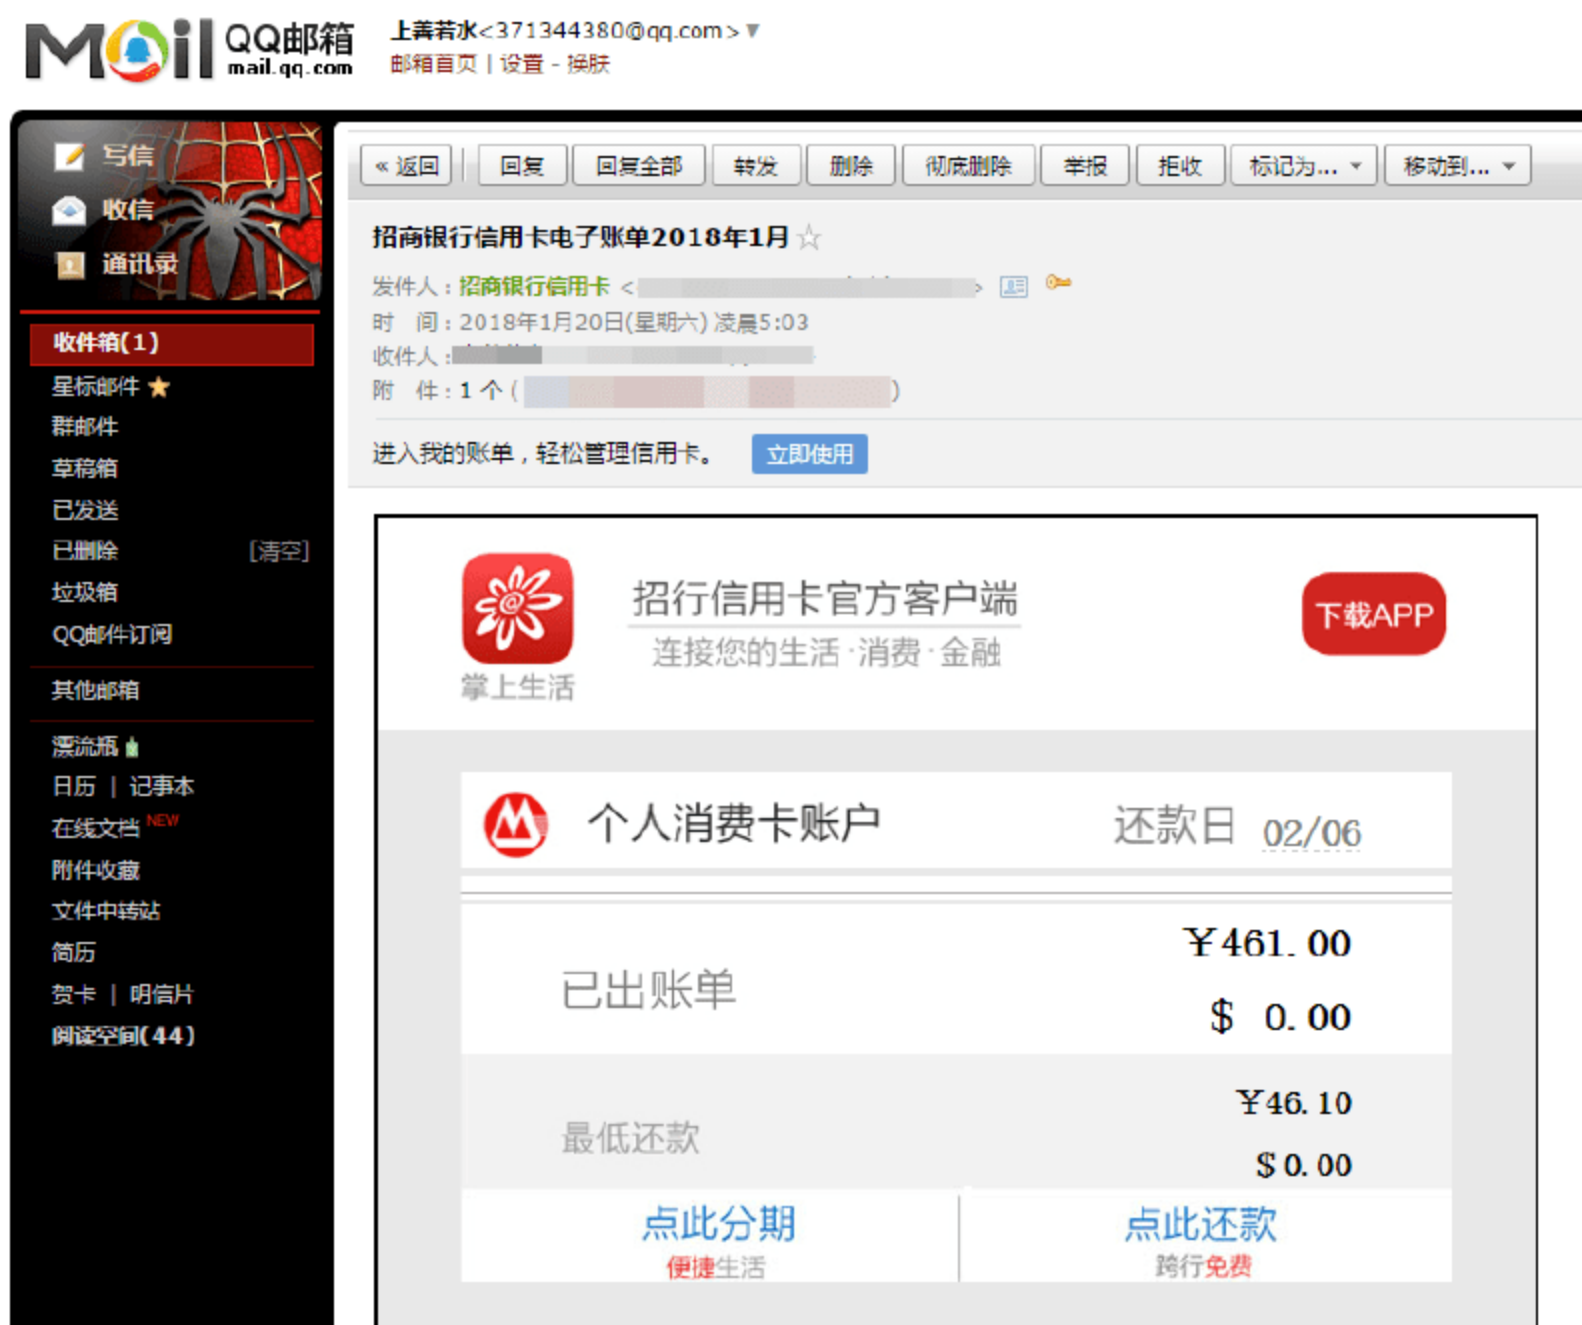 Mail QQ邮箱
mail.qq.com
上善若水<371344380@qq.com>
邮箱首页 | 设置 - 换肤
写信
收信
通讯录
收件箱(1)
星标邮件
群邮件
草稿箱
已发送
已删除 [清空]
垃圾箱
QQ邮件订阅
其他邮箱
漂流瓶
日历 | 记事本
在线文档 NEW
附件收藏
文件中转站
简历
贺卡 | 明信片
阅读空间(44)
« 返回 回复 回复全部 转发 删除 彻底删除 举报 拒收 标记为... 移动到...
招商银行信用卡电子账单2018年1月
发件人：招商银行信用卡 < >
时 间：2018年1月20日(星期六) 凌晨5:03
收件人：
附 件：1 个 ( )
进入我的账单，轻松管理信用卡。 立即使用
掌上生活
招行信用卡官方客户端
连接您的生活·消费·金融
下载APP
个人消费卡账户 还款日 02/06
已出账单
¥461.00
$ 0.00
最低还款
¥46.10
$0.00
点此分期
便捷生活
点此还款
跨行免费